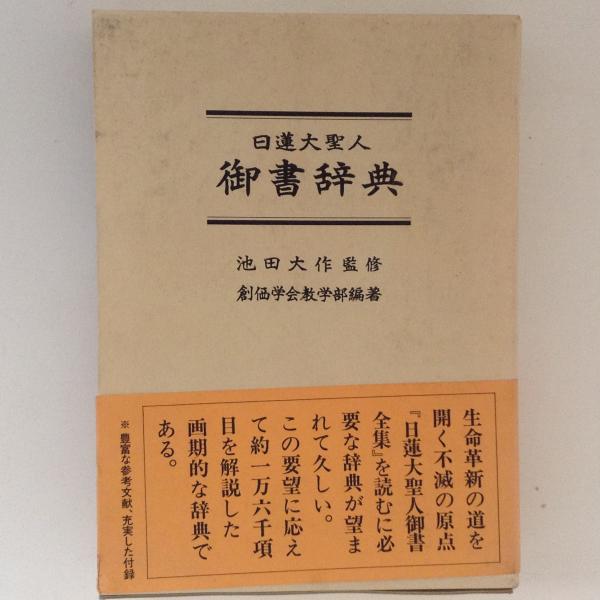 日蓮大聖人
御書辞典
池田大作監修
創価学会教学部編著
生命革新の道を
開く不滅の原点
『日蓮大聖人御書
全集』を読むに必
要な辞典が望ま
れて久しい。
この要望に応え
て約一万六千項
目を解説した
画期的な辞典で
ある。
※豊富な参考文献、充実した付録